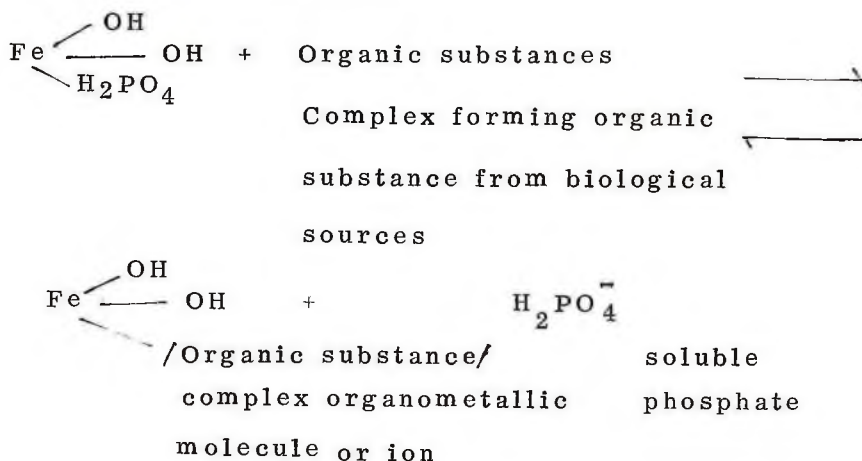 OH
Fe OH + Organic substances
H₂PO₄
Complex forming organic
substance from biological
sources
OH
Fe OH + H₂PO₄⁻
/Organic substance/ soluble
complex organometallic phosphate
molecule or ion